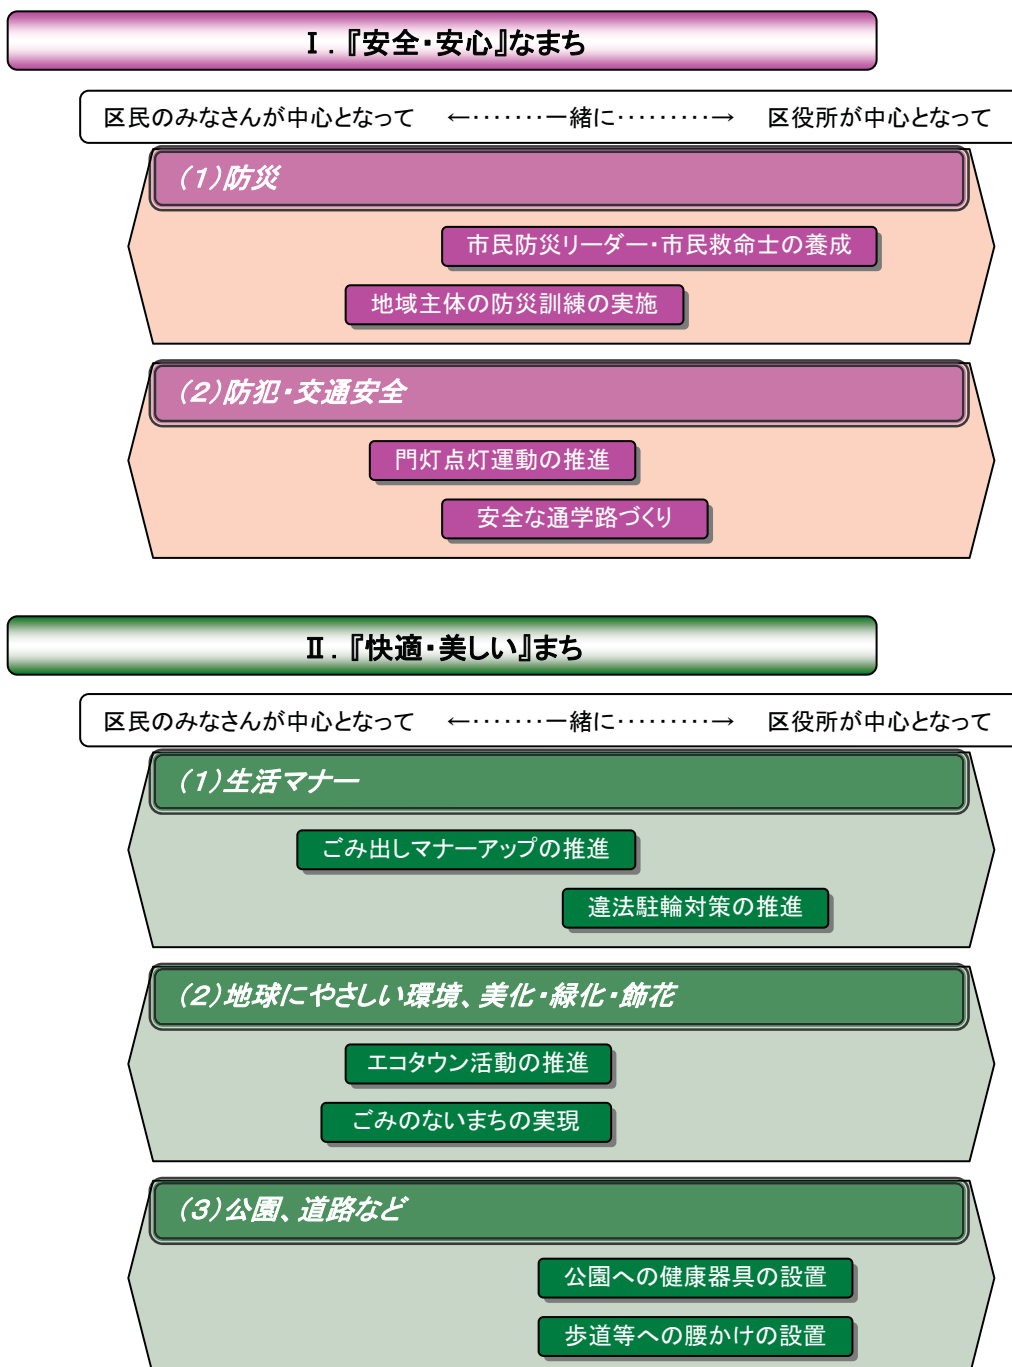 Ⅰ．『安全・安心』なまち
区民のみなさんが中心となって ←‥‥‥‥一緒に‥‥‥‥‥→ 区役所が中心となって
（１）防災
市民防災リーダー・市民救命士の養成
地域主体の防災訓練の実施
（２）防犯・交通安全
門灯点灯運動の推進
安全な通学路づくり
Ⅱ．『快適・美しい』まち
区民のみなさんが中心となって ←‥‥‥‥一緒に‥‥‥‥‥→ 区役所が中心となって
（１）生活マナー
ごみ出しマナーアップの推進
違法駐輪対策の推進
（２）地球にやさしい環境、美化・緑化・飾花
エコタウン活動の推進
ごみのないまちの実現
（３）公園、道路など
公園への健康器具の設置
歩道等への腰かけの設置